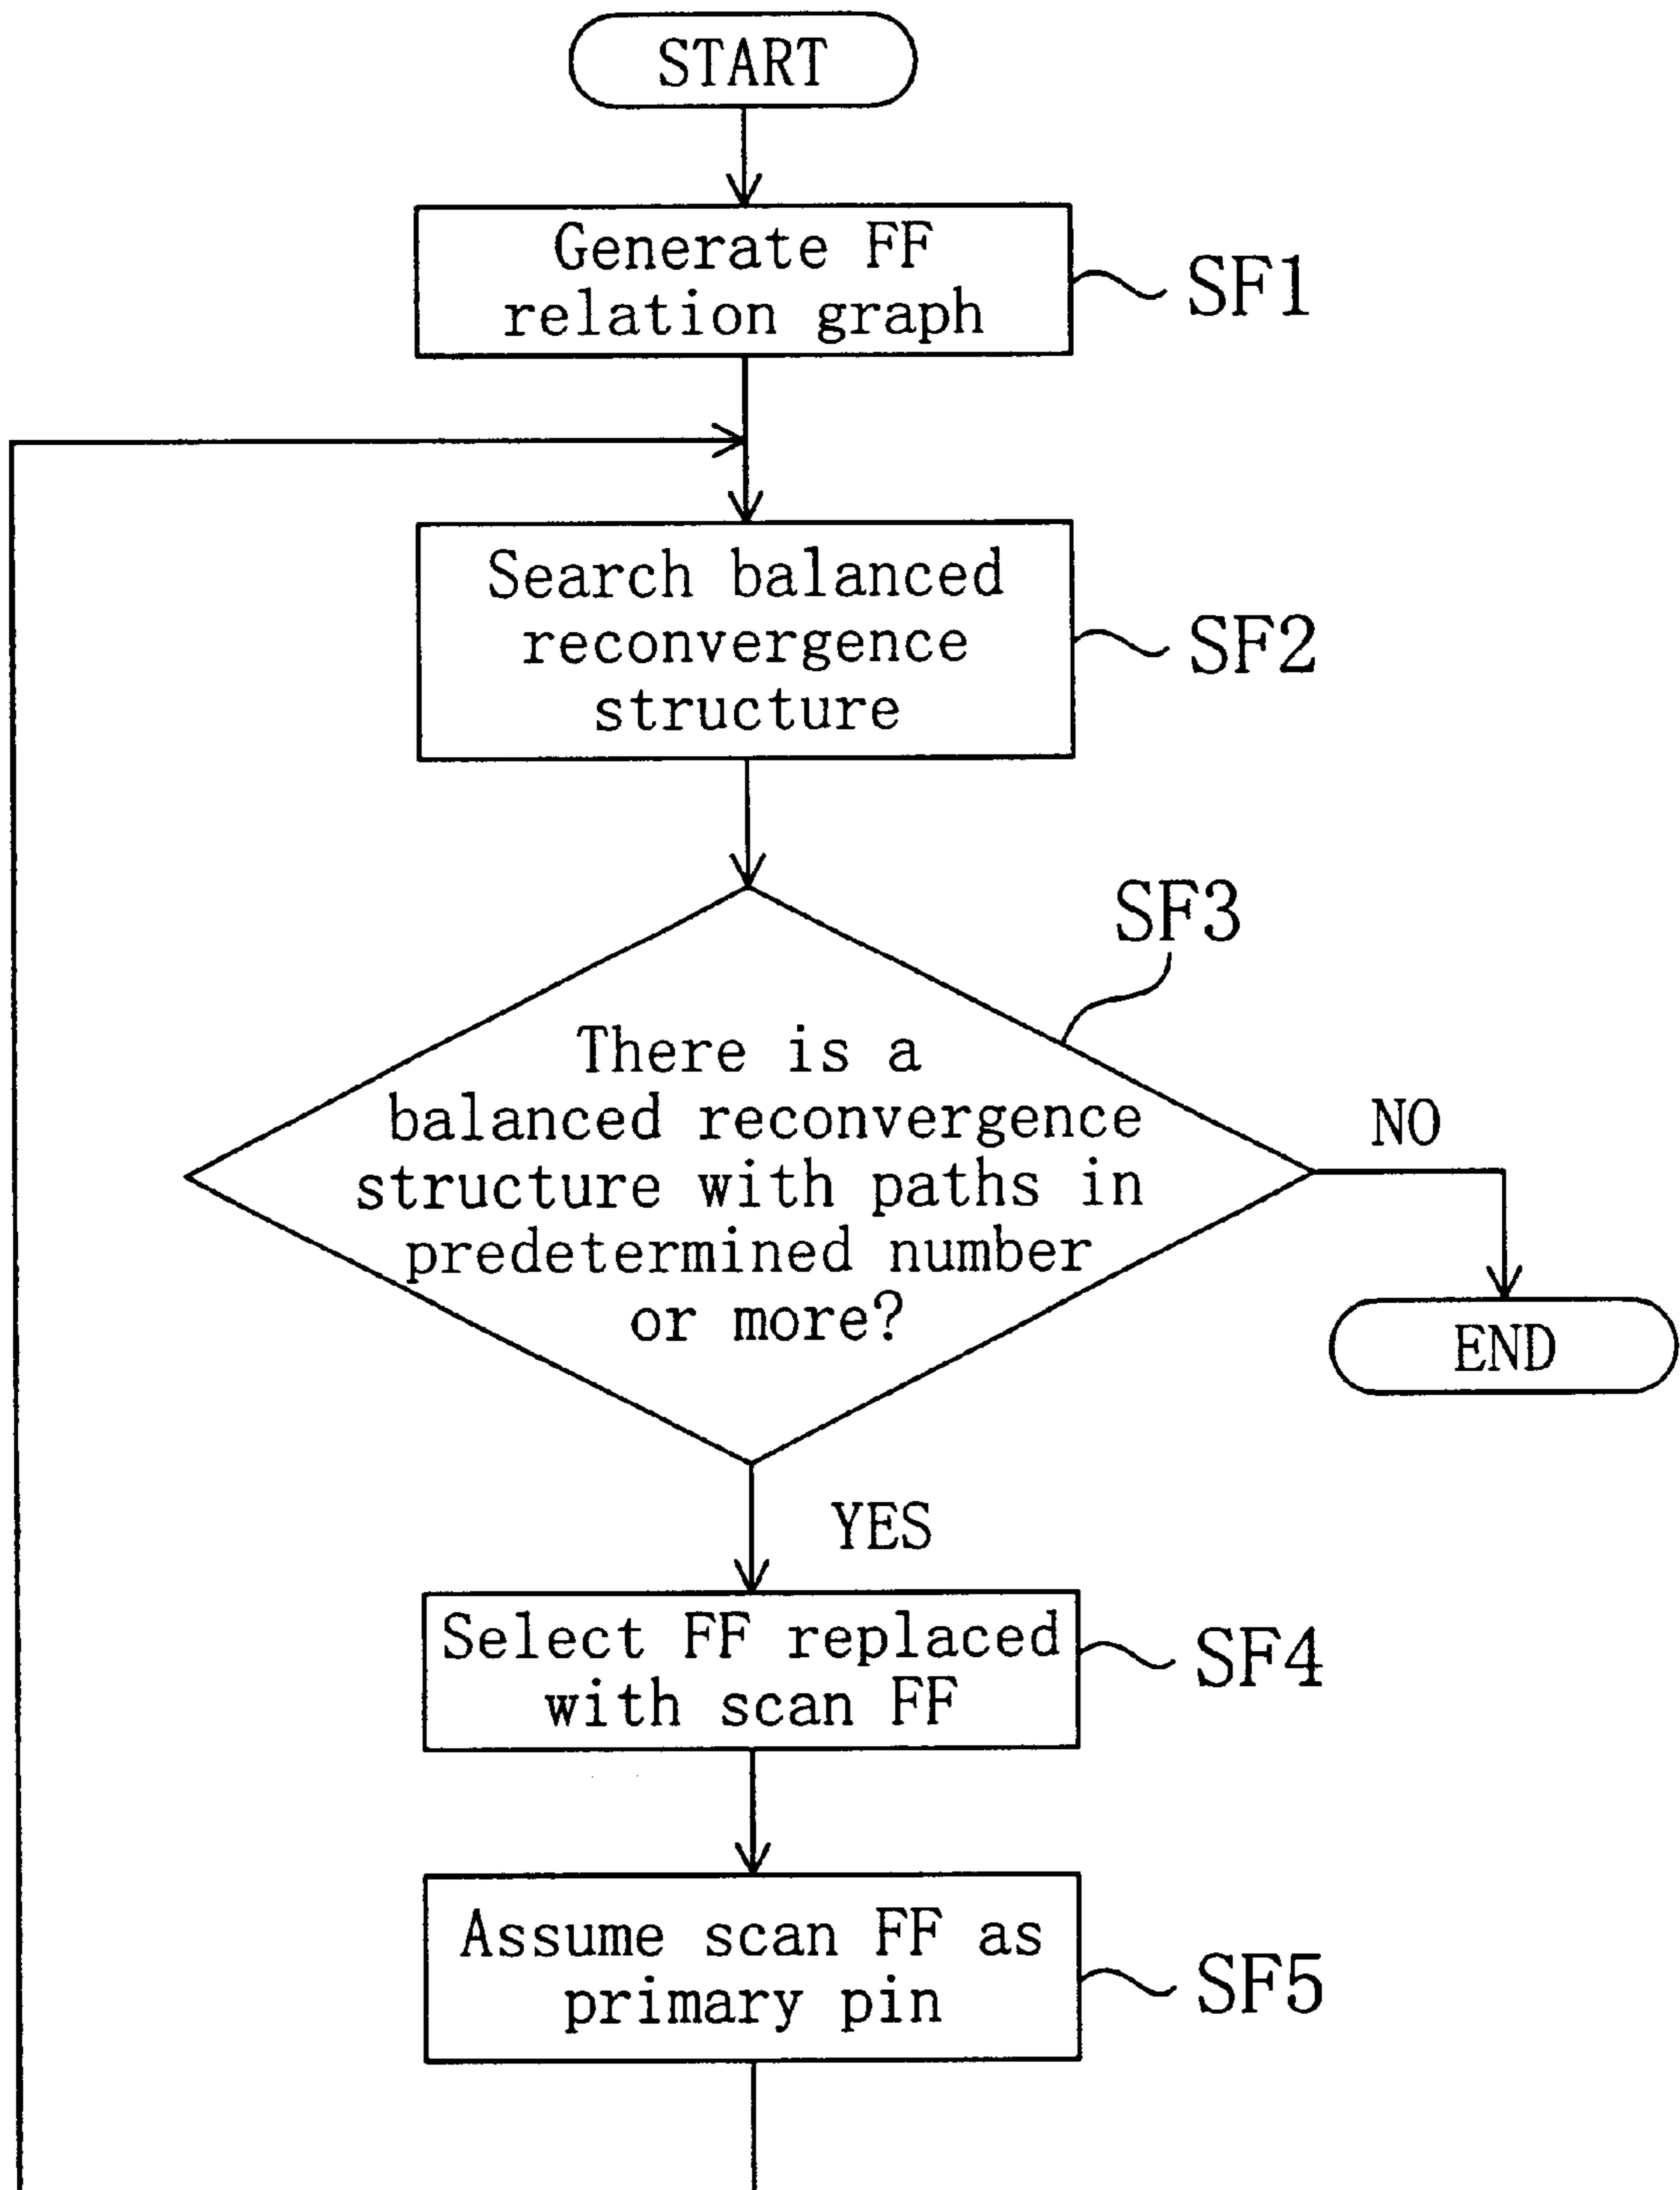 START
Generate FF
relation graph
SF1
Search balanced
reconvergence
structure
SF2
SF3
There is a
balanced reconvergence
structure with paths in
predetermined number
or more?
NO
END
YES
Select FF replaced
with scan FF
SF4
Assume scan FF as
primary pin
SF5